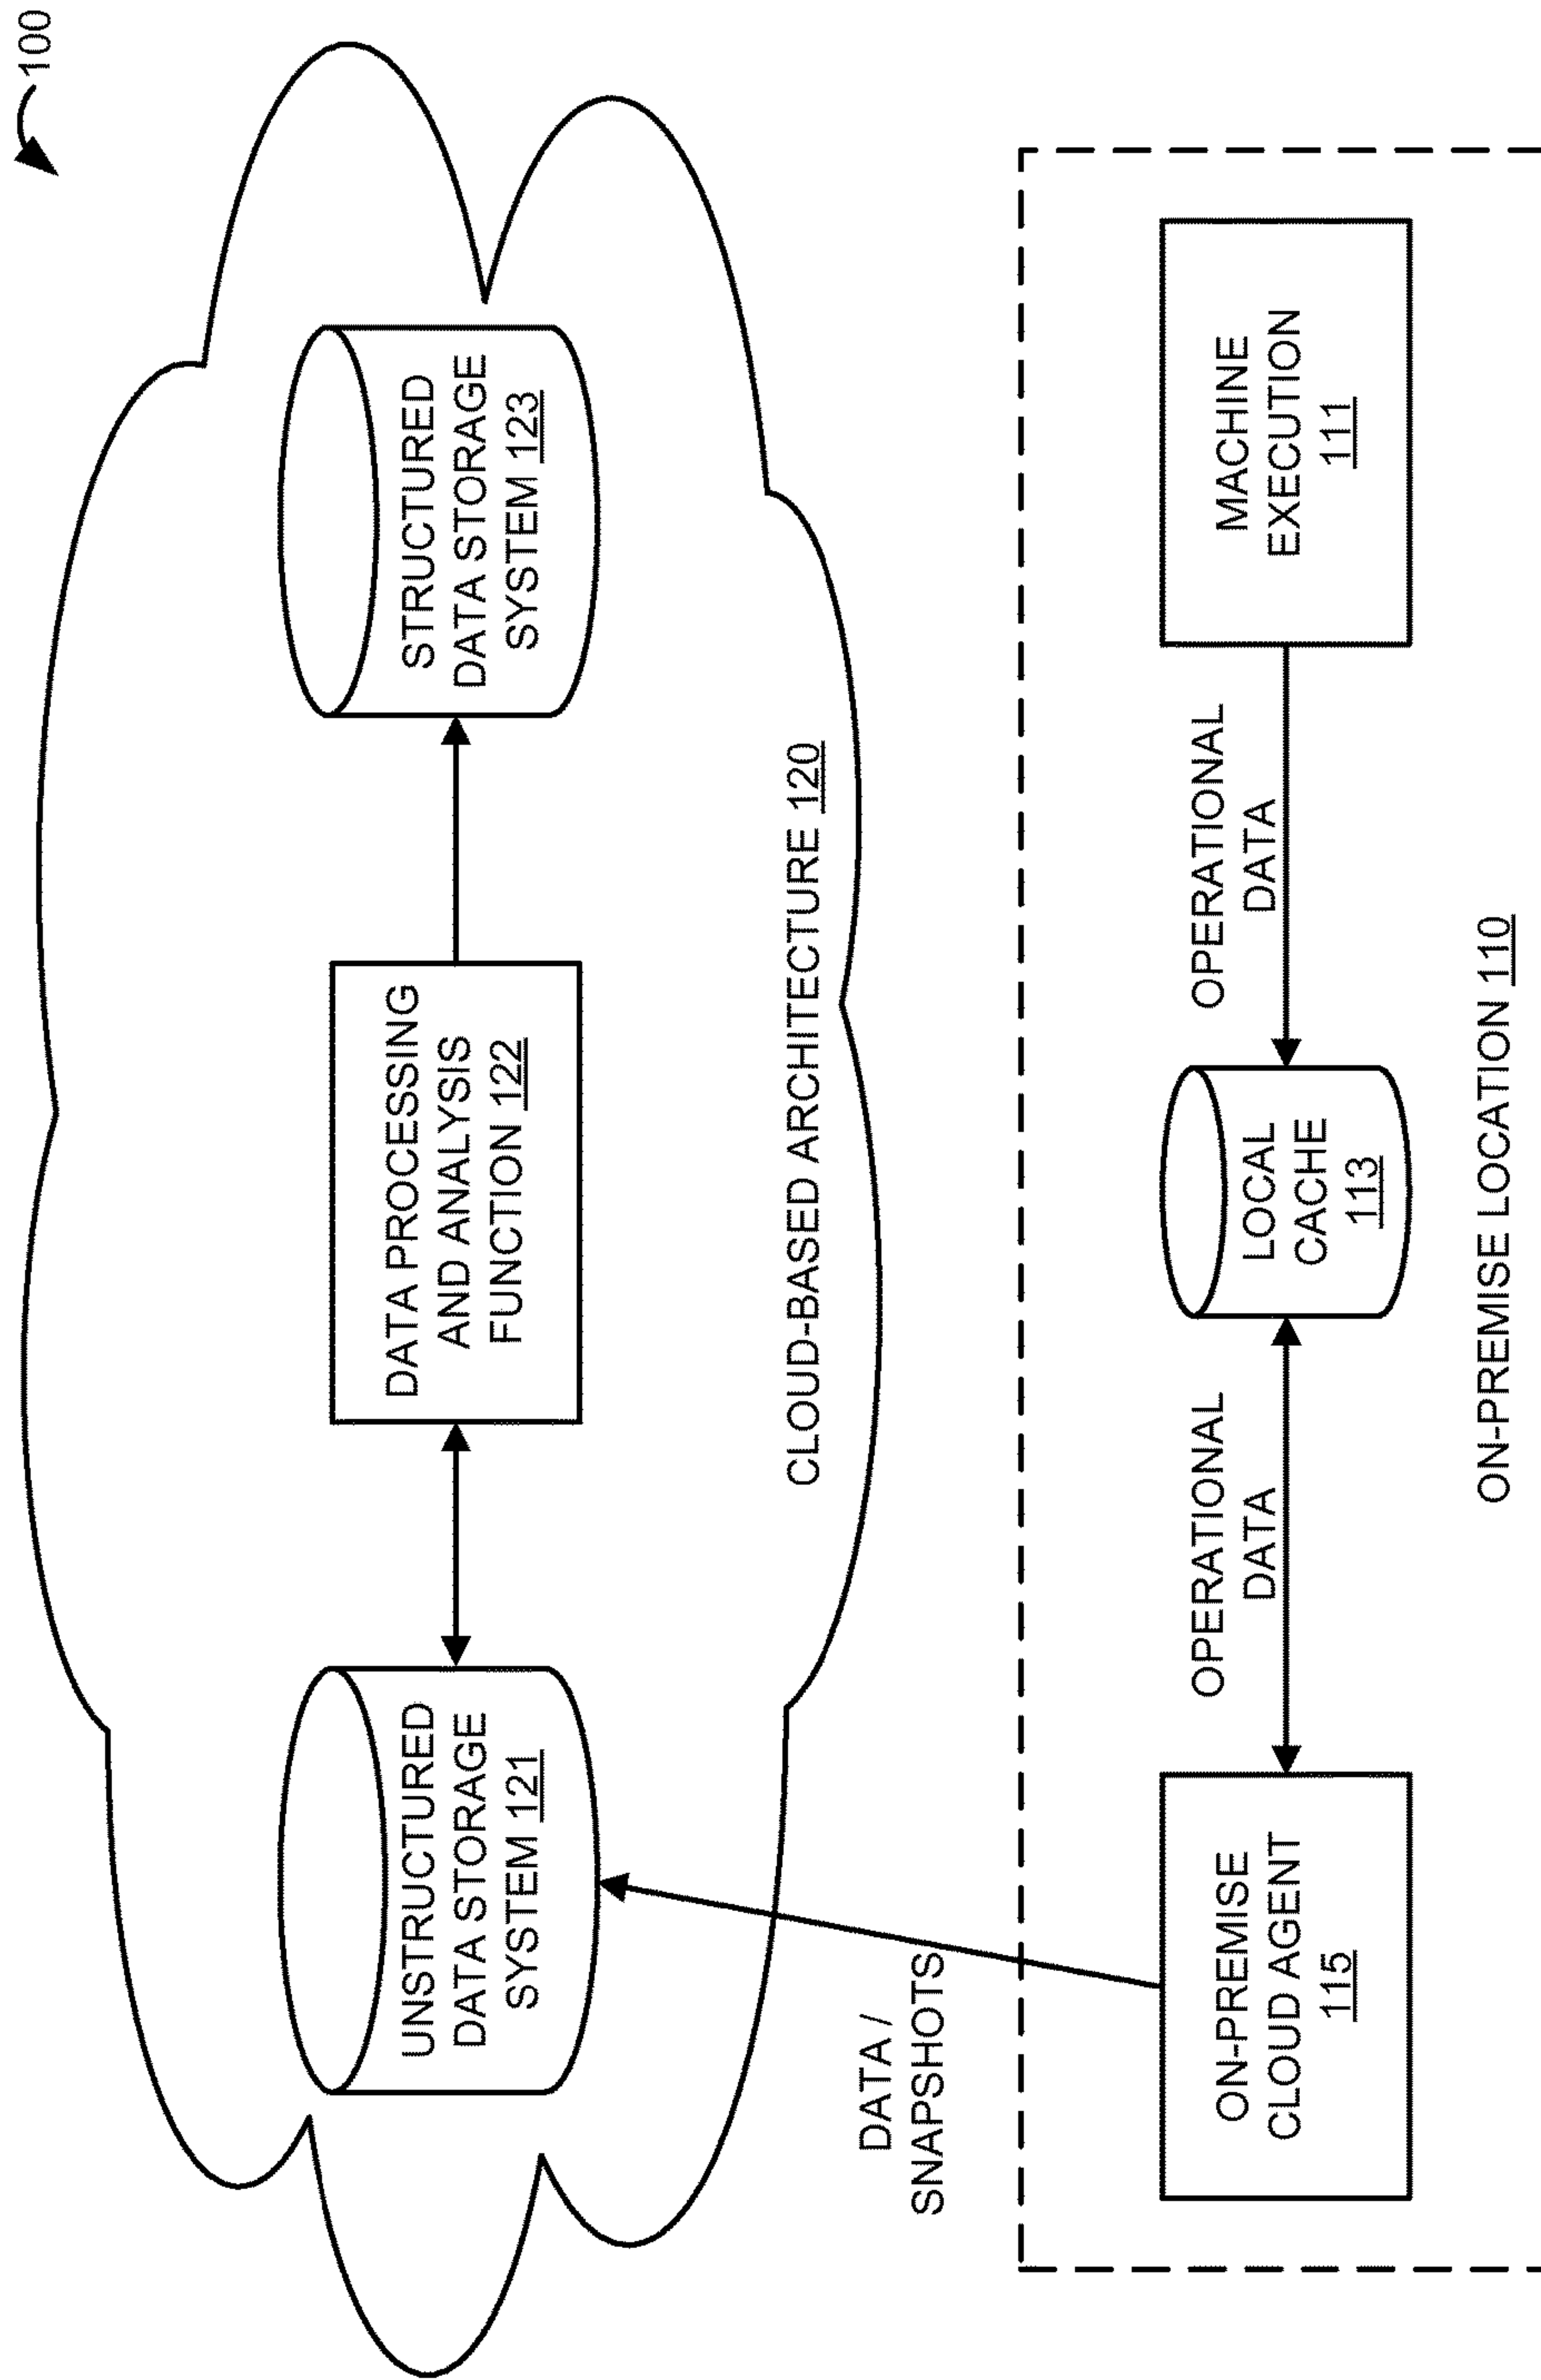 100
UNSTRUCTURED
DATA STORAGE
SYSTEM 121
DATA PROCESSING
AND ANALYSIS
FUNCTION 122
STRUCTURED
DATA STORAGE
SYSTEM 123
CLOUD-BASED ARCHITECTURE 120
DATA /
SNAPSHOTS
ON-PREMISE
CLOUD AGENT
115
OPERATIONAL
DATA
LOCAL
CACHE
113
OPERATIONAL
DATA
MACHINE
EXECUTION
111
ON-PREMISE LOCATION 110